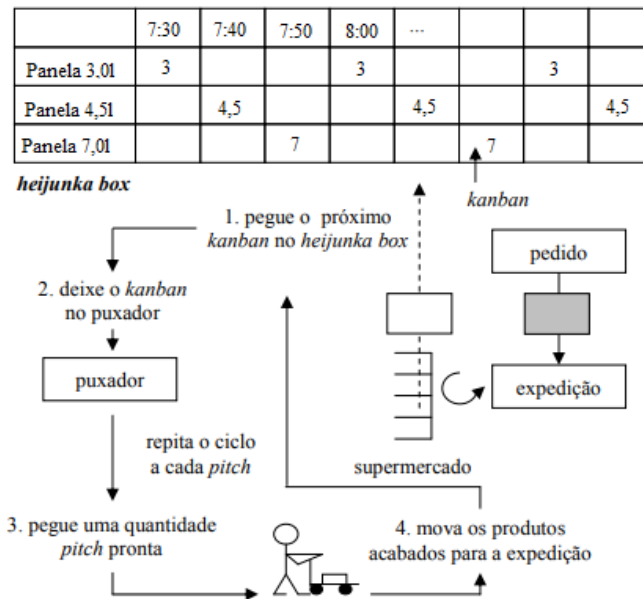 7:30 7:40 7:50 8:00 ...
Panela 3,0l 3 3 3
Panela 4,5l 4,5 4,5 4,5
Panela 7,0l 7 7
heijunka box
kanban
1. pegue o próximo
kanban no heijunka box
pedido
2. deixe o kanban
no puxador
puxador
expedição
repita o ciclo
a cada pitch
supermercado
3. pegue uma quantidade
pitch pronta
4. mova os produtos
acabados para a expedição